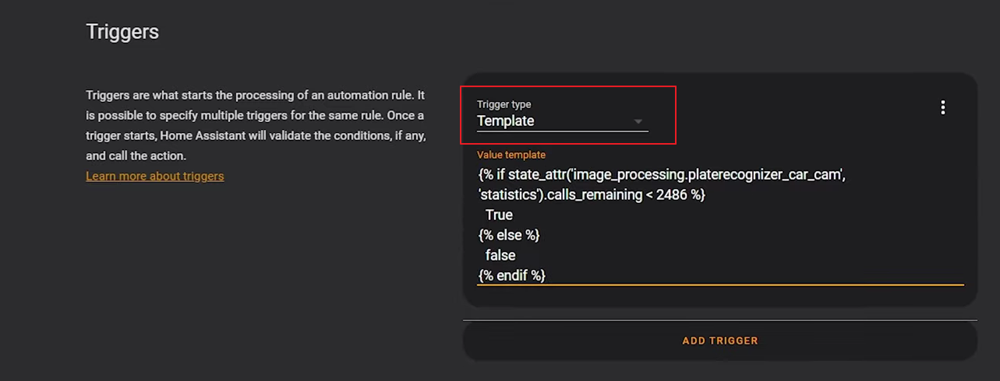 Triggers
Triggers are what starts the processing of an automation rule. It
is possible to specify multiple triggers for the same rule. Once a
trigger starts, Home Assistant will validate the conditions, if any,
and call the action.
Learn more about triggers
Trigger type
Template
Value template
{% if state_attr('image_processing.platerecognizer_car_cam',
'statistics').calls_remaining < 2486 %}
True
{% else %}
false
{% endif %}
ADD TRIGGER